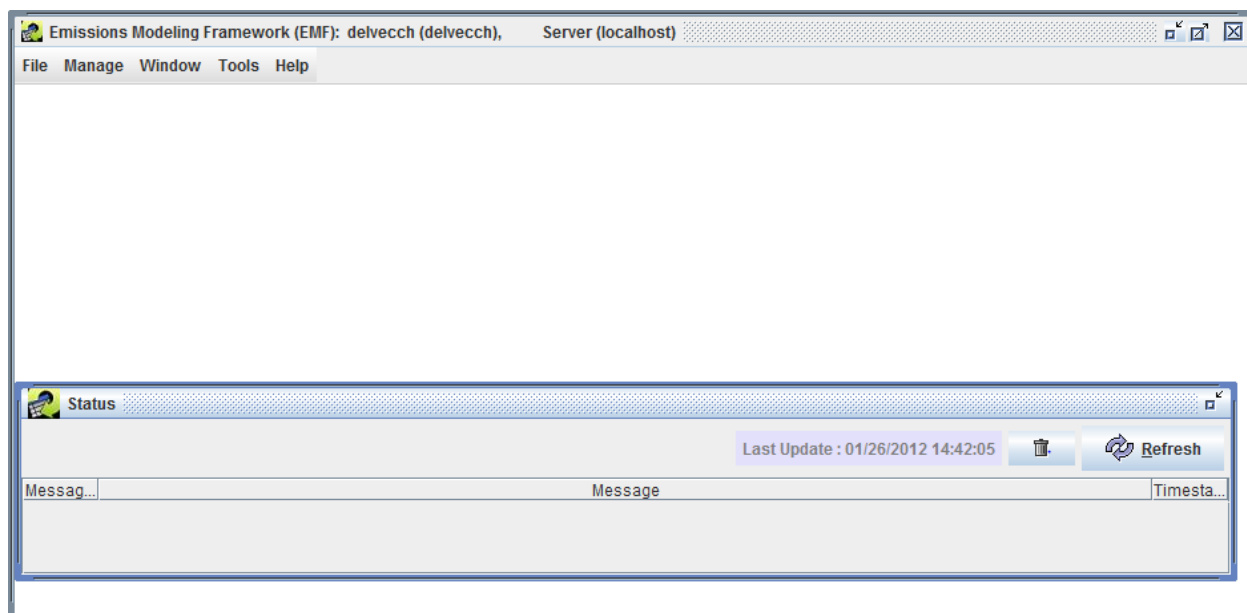 Emissions Modeling Framework (EMF): delvecch (delvecch), Server (localhost)
File Manage Window Tools Help
Status
Last Update : 01/26/2012 14:42:05 Refresh
Messag... Message Timesta...